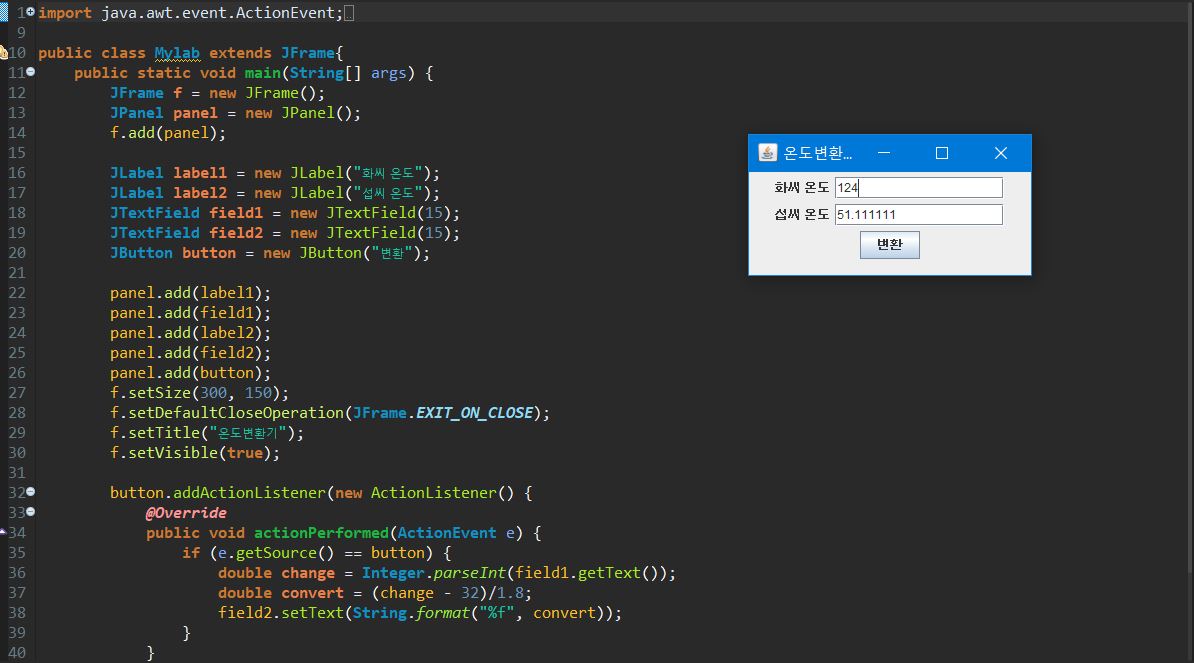 1 import java.awt.event.ActionEvent;
9
10 public class Mylab extends JFrame{
11     public static void main(String[] args) {
12         JFrame f = new JFrame();
13         JPanel panel = new JPanel();
14         f.add(panel);
15
16         JLabel label1 = new JLabel("화씨 온도");
17         JLabel label2 = new JLabel("섭씨 온도");
18         JTextField field1 = new JTextField(15);
19         JTextField field2 = new JTextField(15);
20         JButton button = new JButton("변환");
21
22         panel.add(label1);
23         panel.add(field1);
24         panel.add(label2);
25         panel.add(field2);
26         panel.add(button);
27         f.setSize(300, 150);
28         f.setDefaultCloseOperation(JFrame.EXIT_ON_CLOSE);
29         f.setTitle("온도변환기");
30         f.setVisible(true);
31
32         button.addActionListener(new ActionListener() {
33             @Override
34             public void actionPerformed(ActionEvent e) {
35                 if (e.getSource() == button) {
36                     double change = Integer.parseInt(field1.getText());
37                     double convert = (change - 32)/1.8;
38                     field2.setText(String.format("%f", convert));
39                 }
40             }
온도변환...
화씨 온도 124
섭씨 온도 51.111111
변환